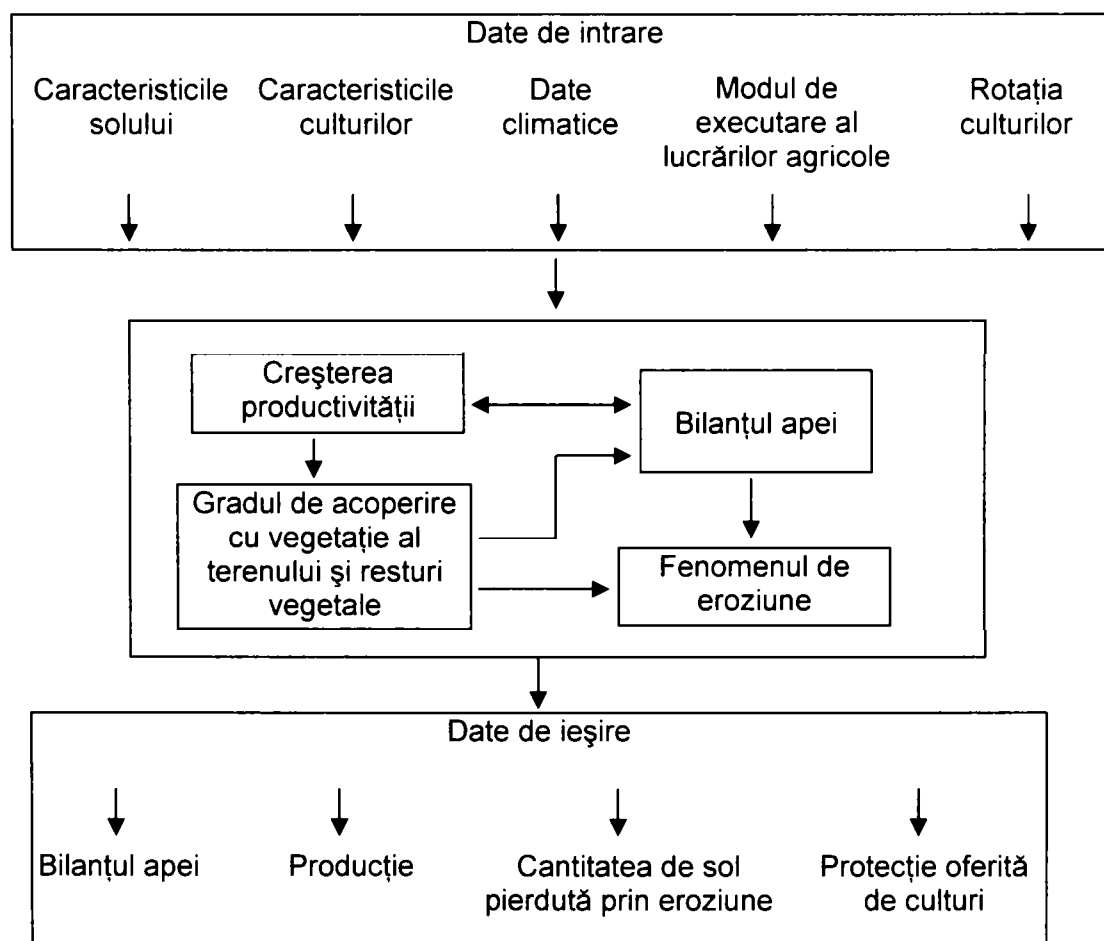 Date de intrare
Caracteristicile
solului
Caracteristicile
culturilor
Date
climatice
Modul de
executare al
lucrărilor agricole
Rotația
culturilor
Creşterea
productivității
Bilanțul apei
Gradul de acoperire
cu vegetație al
terenului şi resturi
vegetale
Fenomenul de
eroziune
Date de ieşire
Bilanțul apei
Producție
Cantitatea de sol
pierdută prin eroziune
Protecție oferită
de culturi